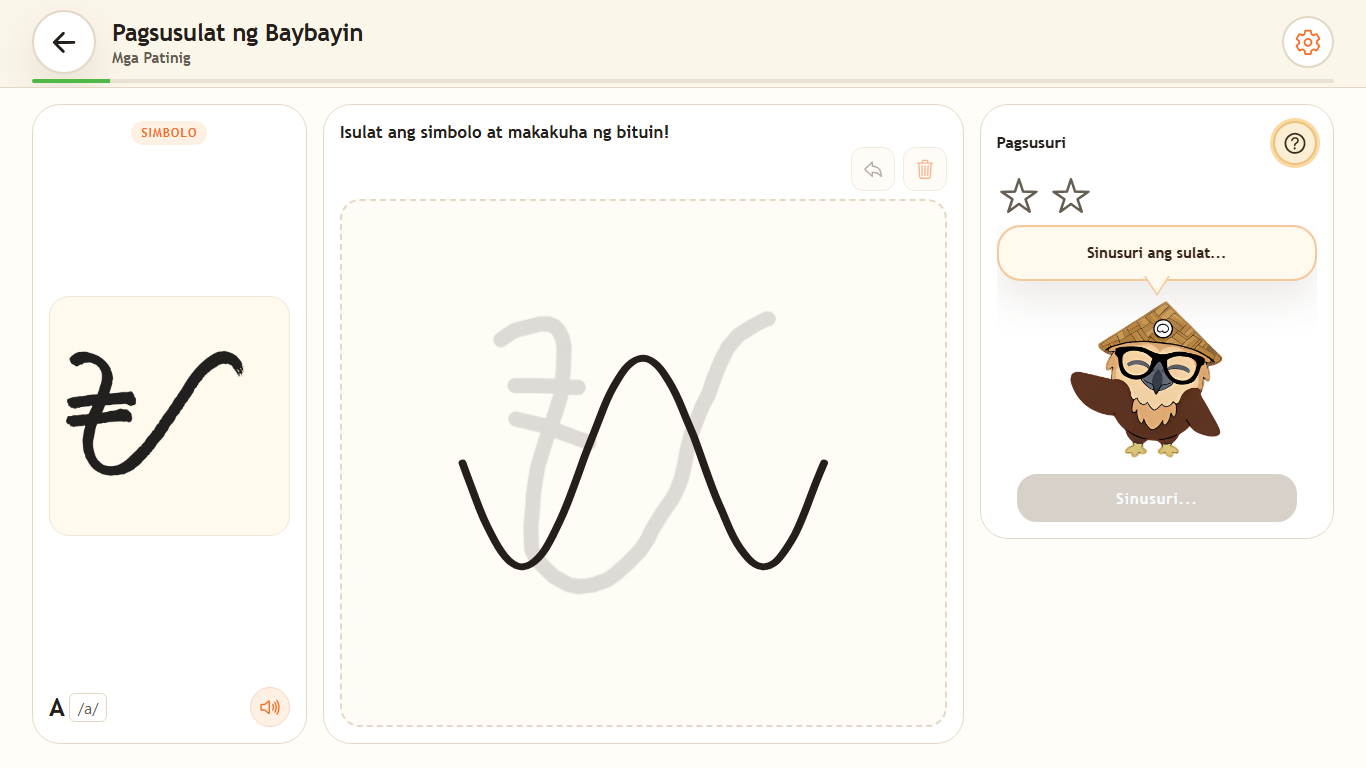 Pagsusulat ng Baybayin
Mga Patinig
SIMBOLO
ᜀ
A /a/
Isulat ang simbolo at makakuha ng bituin!
Pagsusuri
Sinusuri ang sulat...
Sinusuri...